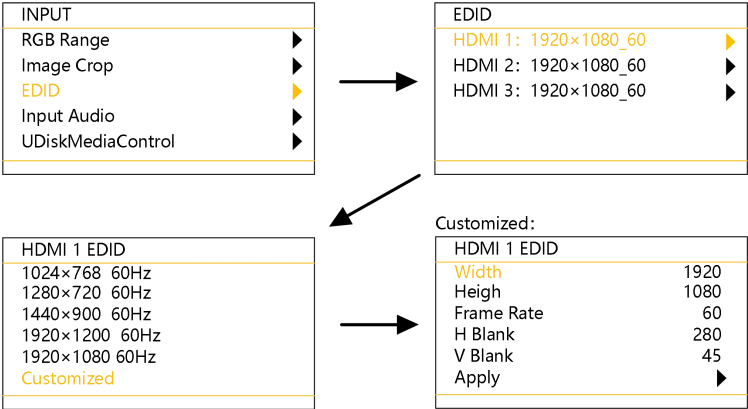 INPUT
RGB Range
Image Crop
EDID
Input Audio
UDiskMediaControl
EDID
HDMI 1: 1920×1080_60
HDMI 2: 1920×1080_60
HDMI 3: 1920×1080_60
HDMI 1 EDID
1024×768 60Hz
1280×720 60Hz
1440×900 60Hz
1920×1200 60Hz
1920×1080 60Hz
Customized
Customized:
HDMI 1 EDID
Width 1920
Heigh 1080
Frame Rate 60
H Blank 280
V Blank 45
Apply